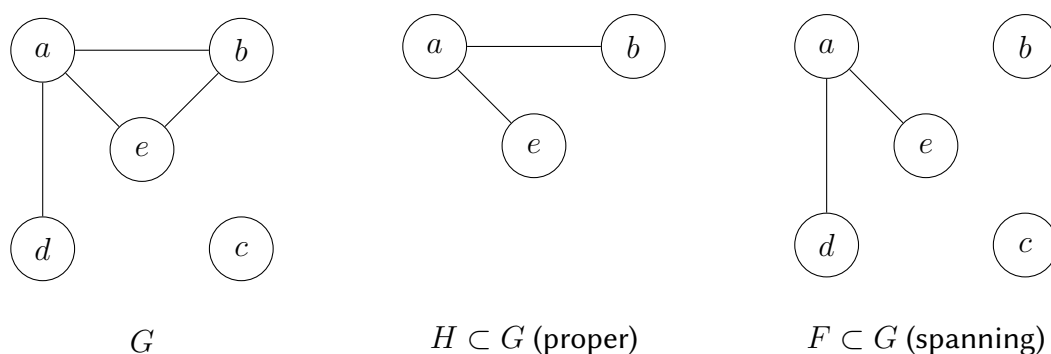 a b a b a b
e e e
d c d c
G H ⊂ G (proper) F ⊂ G (spanning)